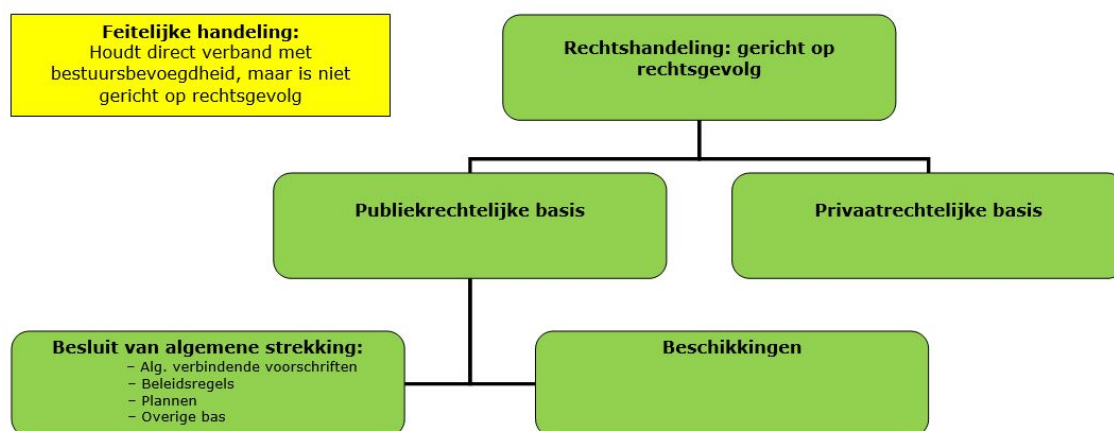 Feitelijke handeling:
Houdt direct verband met
bestuursbevoegdheid, maar is niet
gericht op rechtsgevolg
Rechtshandeling: gericht op
rechtsgevolg
Publiekrechtelijke basis
Privaatrechtelijke basis
Besluit van algemene strekking:
– Alg. verbindende voorschriften
– Beleidsregels
– Plannen
– Overige bas
Beschikkingen